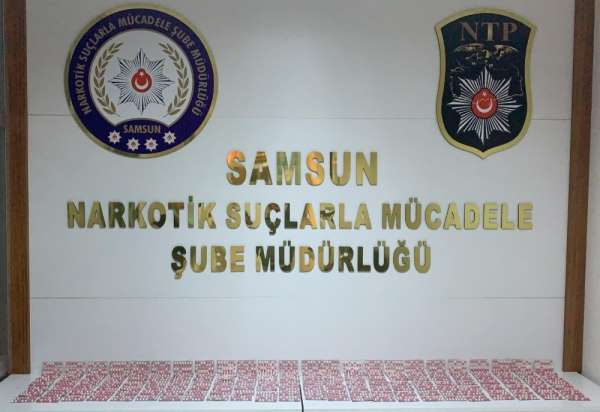 NARKOTİK SUÇLARLA MÜCADELE ŞUBE MÜDÜRLÜĞÜ
SAMSUN
NTP
SAMSUN
NARKOTİK SUÇLARLA MÜCADELE
ŞUBE MÜDÜRLÜĞÜ